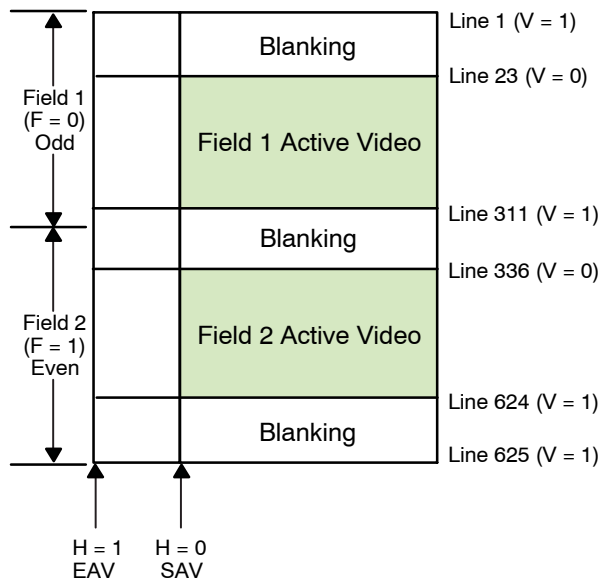 Line 1 (V = 1)
Blanking
Line 23 (V = 0)
Field 1
(F = 0)
Odd
Field 1 Active Video
Line 311 (V = 1)
Blanking
Line 336 (V = 0)
Field 2
(F = 1)
Even
Field 2 Active Video
Line 624 (V = 1)
Blanking
Line 625 (V = 1)
H = 1
EAV
H = 0
SAV